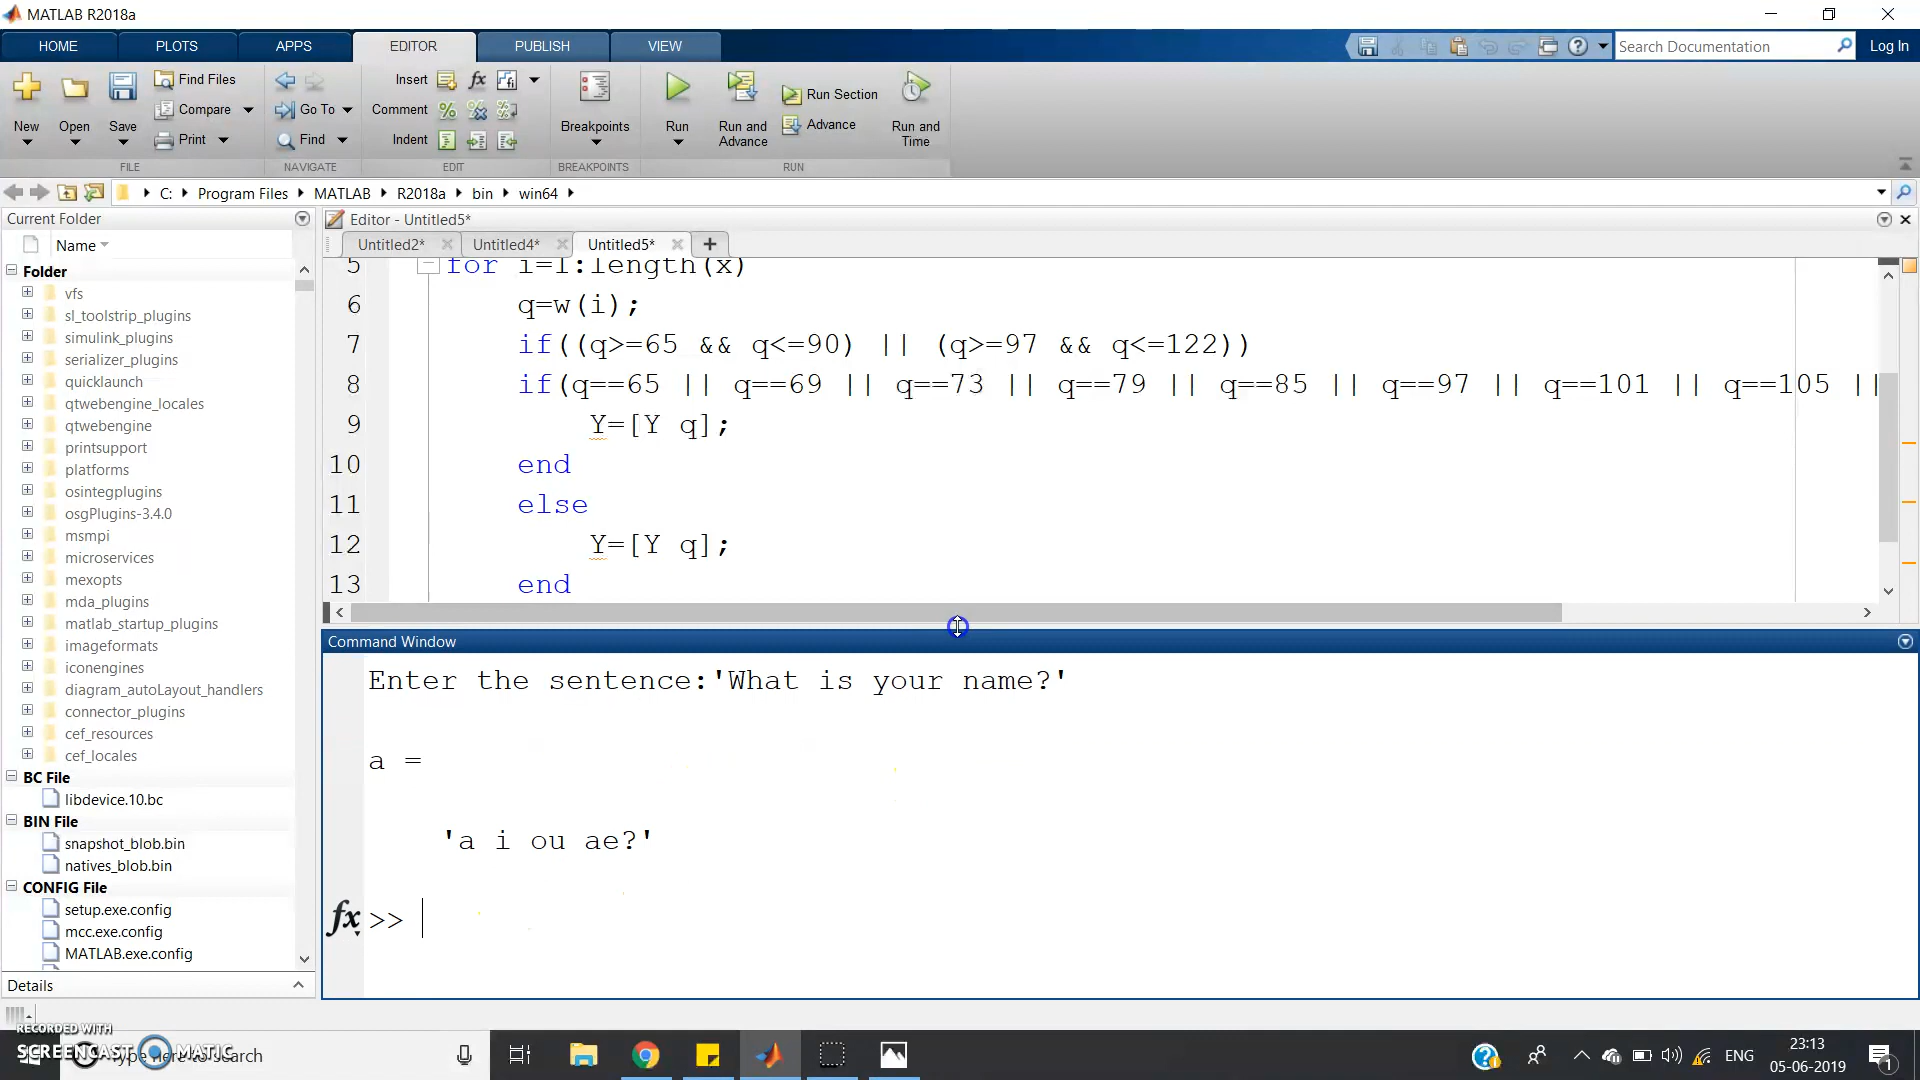 MATLAB R2018a
HOME PLOTS APPS EDITOR PUBLISH VIEW
Search Documentation Log In
New Open Save
Find Files
Compare
Print
FILE
Go To
Find
NAVIGATE
Insert fx
Comment
Indent
EDIT
Breakpoints
BREAKPOINTS
Run
Run and Advance
Run Section
Advance
Run and Time
RUN
C: Program Files MATLAB R2018a bin win64
Current Folder
Name
Folder
vfs
sl_toolstrip_plugins
simulink_plugins
serializer_plugins
quicklaunch
qtwebengine_locales
qtwebengine
printsupport
platforms
osintegplugins
osgPlugins-3.4.0
msmpi
microservices
mexopts
mda_plugins
matlab_startup_plugins
imageformats
iconengines
diagram_autoLayout_handlers
connector_plugins
cef_resources
cef_locales
BC File
libdevice.10.bc
BIN File
snapshot_blob.bin
natives_blob.bin
CONFIG File
setup.exe.config
mcc.exe.config
MATLAB.exe.config
Details
Editor - Untitled5*
Untitled2* Untitled4* Untitled5*
5 for i=1:length(x)
6 q=w(i);
7 if((q>=65 && q<=90) || (q>=97 && q<=122))
8 if(q==65 || q==69 || q==73 || q==79 || q==85 || q==97 || q==101 || q==105 ||
9 Y=[Y q];
10 end
11 else
12 Y=[Y q];
13 end
Command Window
Enter the sentence:'What is your name?'
a =
'a i ou ae?'
fx >>
RECORDED WITH
SCREENCAST MATIC
Type here to search
ENG
23:13
05-06-2019
1